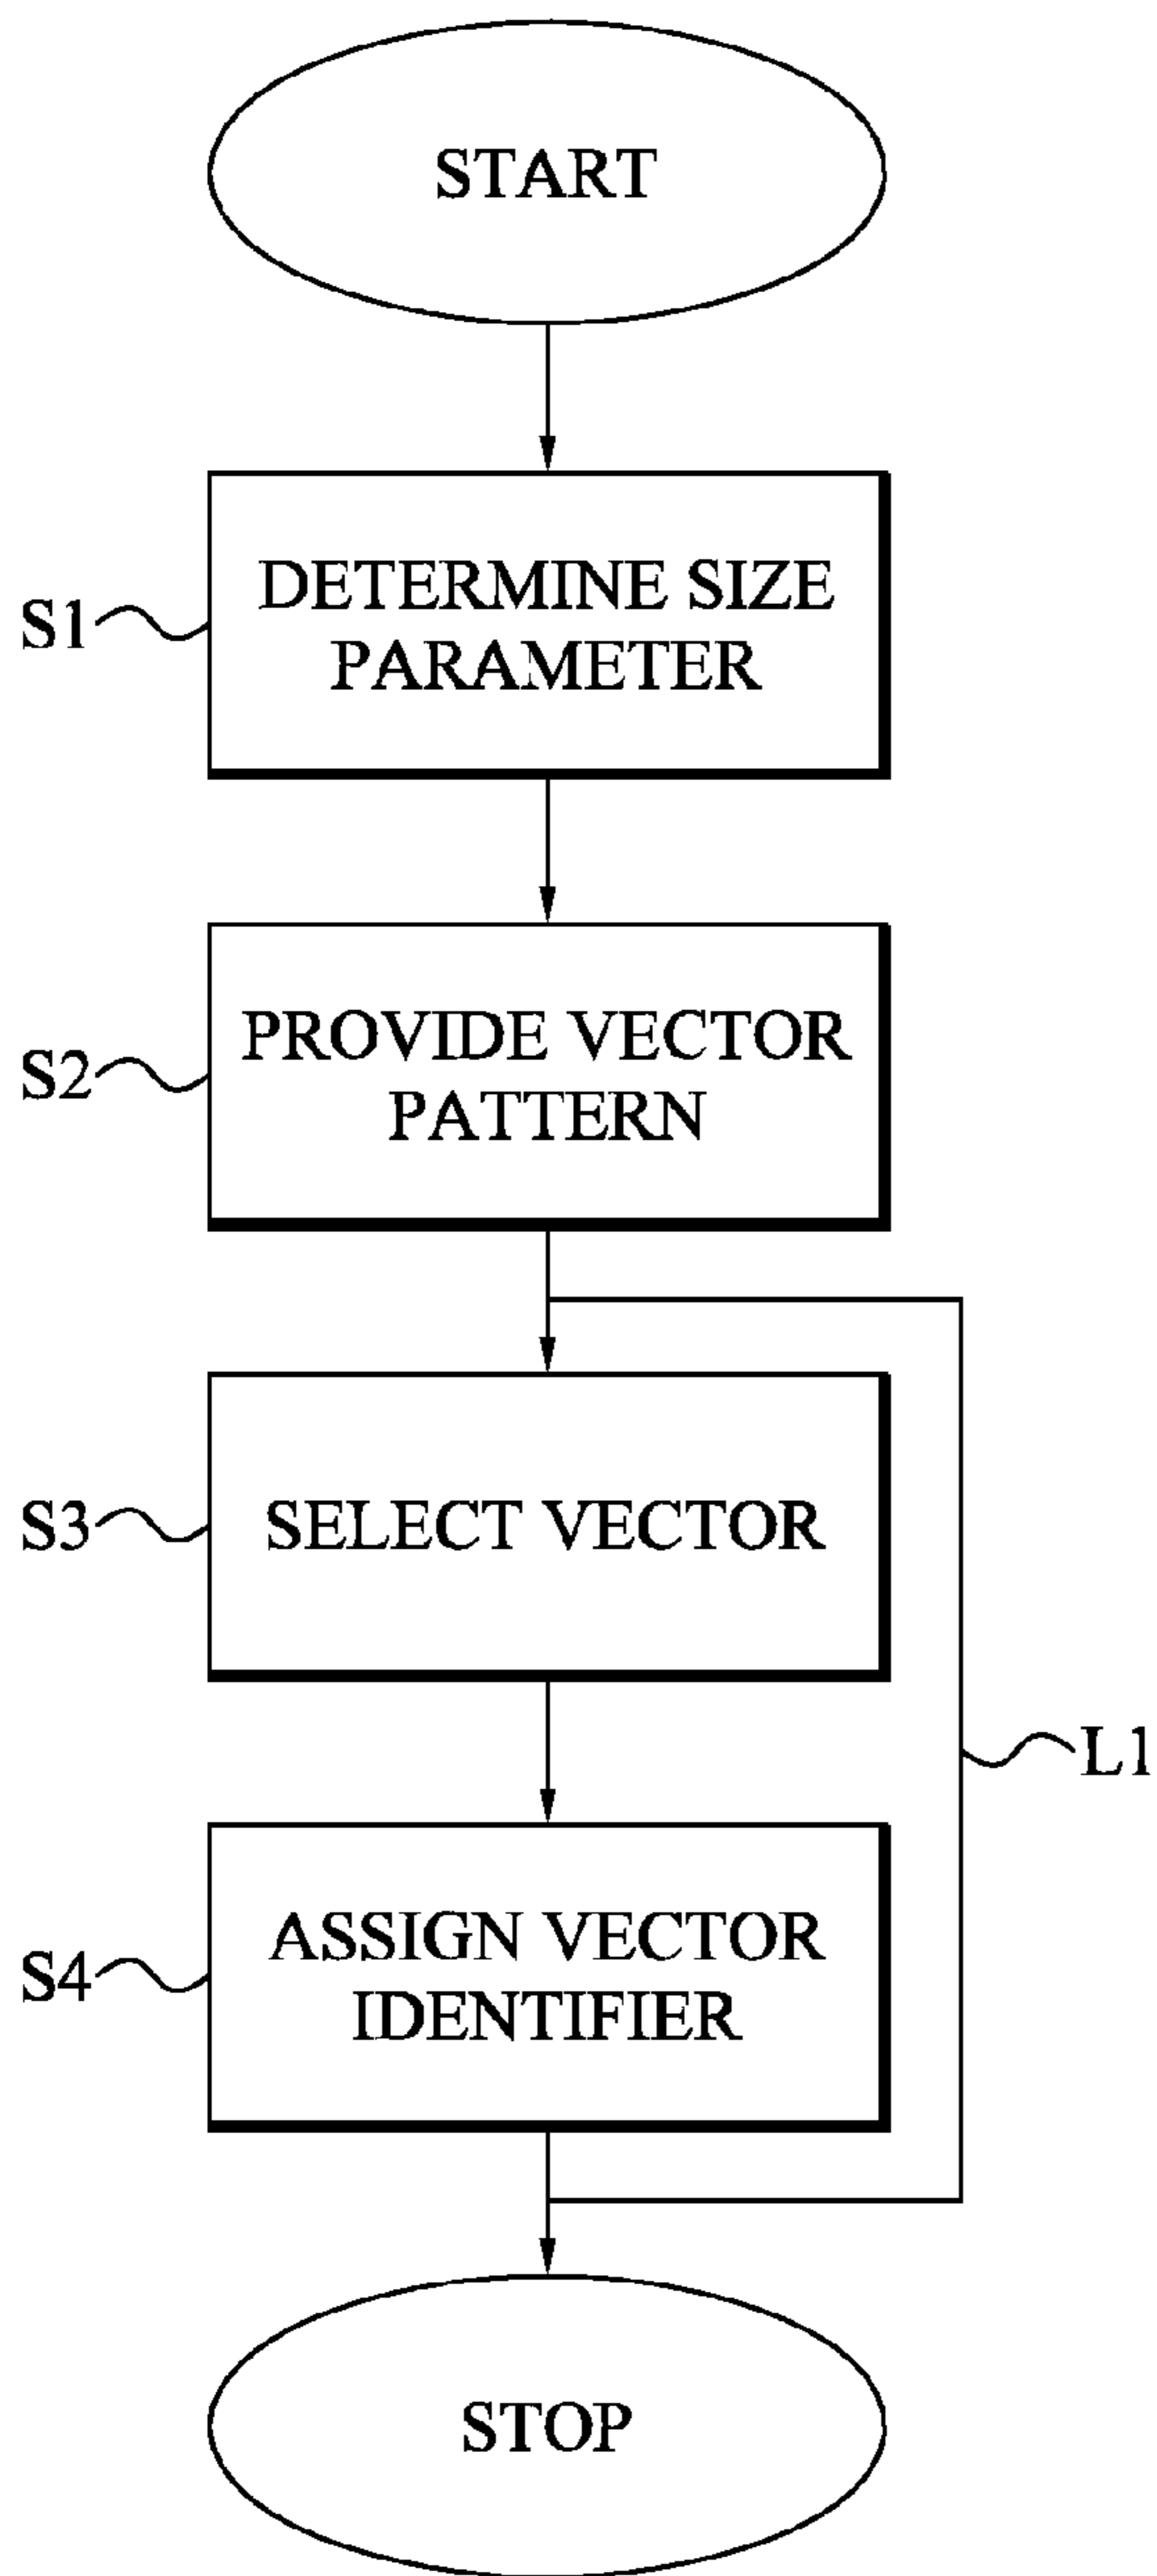 START
S1
DETERMINE SIZE
PARAMETER
S2
PROVIDE VECTOR
PATTERN
S3
SELECT VECTOR
L1
S4
ASSIGN VECTOR
IDENTIFIER
STOP